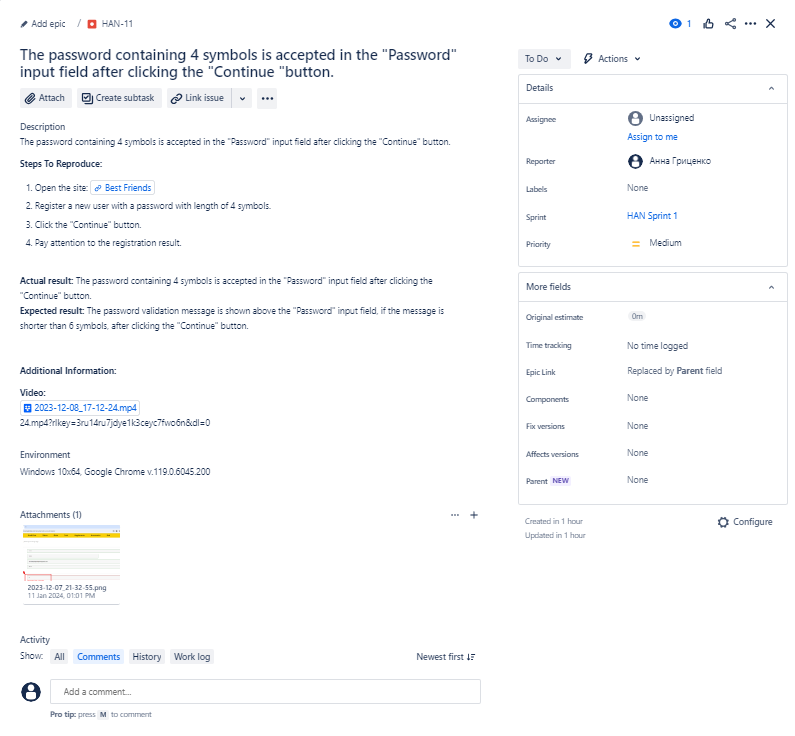 Add epic / HAN-11
1
The password containing 4 symbols is accepted in the "Password"
input field after clicking the "Continue "button.
Attach
Create subtask
Link issue
Description
The password containing 4 symbols is accepted in the "Password" input field after clicking the "Continue" button.
Steps To Reproduce:
1. Open the site: Best Friends
2. Register a new user with a password with length of 4 symbols.
3. Click the "Continue" button.
4. Pay attention to the registration result.
Actual result: The password containing 4 symbols is accepted in the "Password" input field after clicking the
"Continue" button.
Expected result: The password validation message is shown above the "Password" input field, if the message is
shorter than 6 symbols, after clicking the "Continue" button.
Additional Information:
Video:
2023-12-08_17-12-24.mp4
24.mp4?rlkey=3ru14ru7jdye1k3ceyc7fwo6n&dl=0
Environment
Windows 10x64, Google Chrome v.119.0.6045.200
Attachments (1)
2023-12-07_21-32-55.png
11 Jan 2024, 01:01 PM
Activity
Show: All Comments History Work log
Newest first
Add a comment...
Pro tip: press M to comment
To Do
Actions
Details
Assignee
Unassigned
Assign to me
Reporter
Анна Гриценко
Labels
None
Sprint
HAN Sprint 1
Priority
Medium
More fields
Original estimate
0m
Time tracking
No time logged
Epic Link
Replaced by Parent field
Components
None
Fix versions
None
Affects versions
None
Parent NEW
None
Created in 1 hour
Updated in 1 hour
Configure